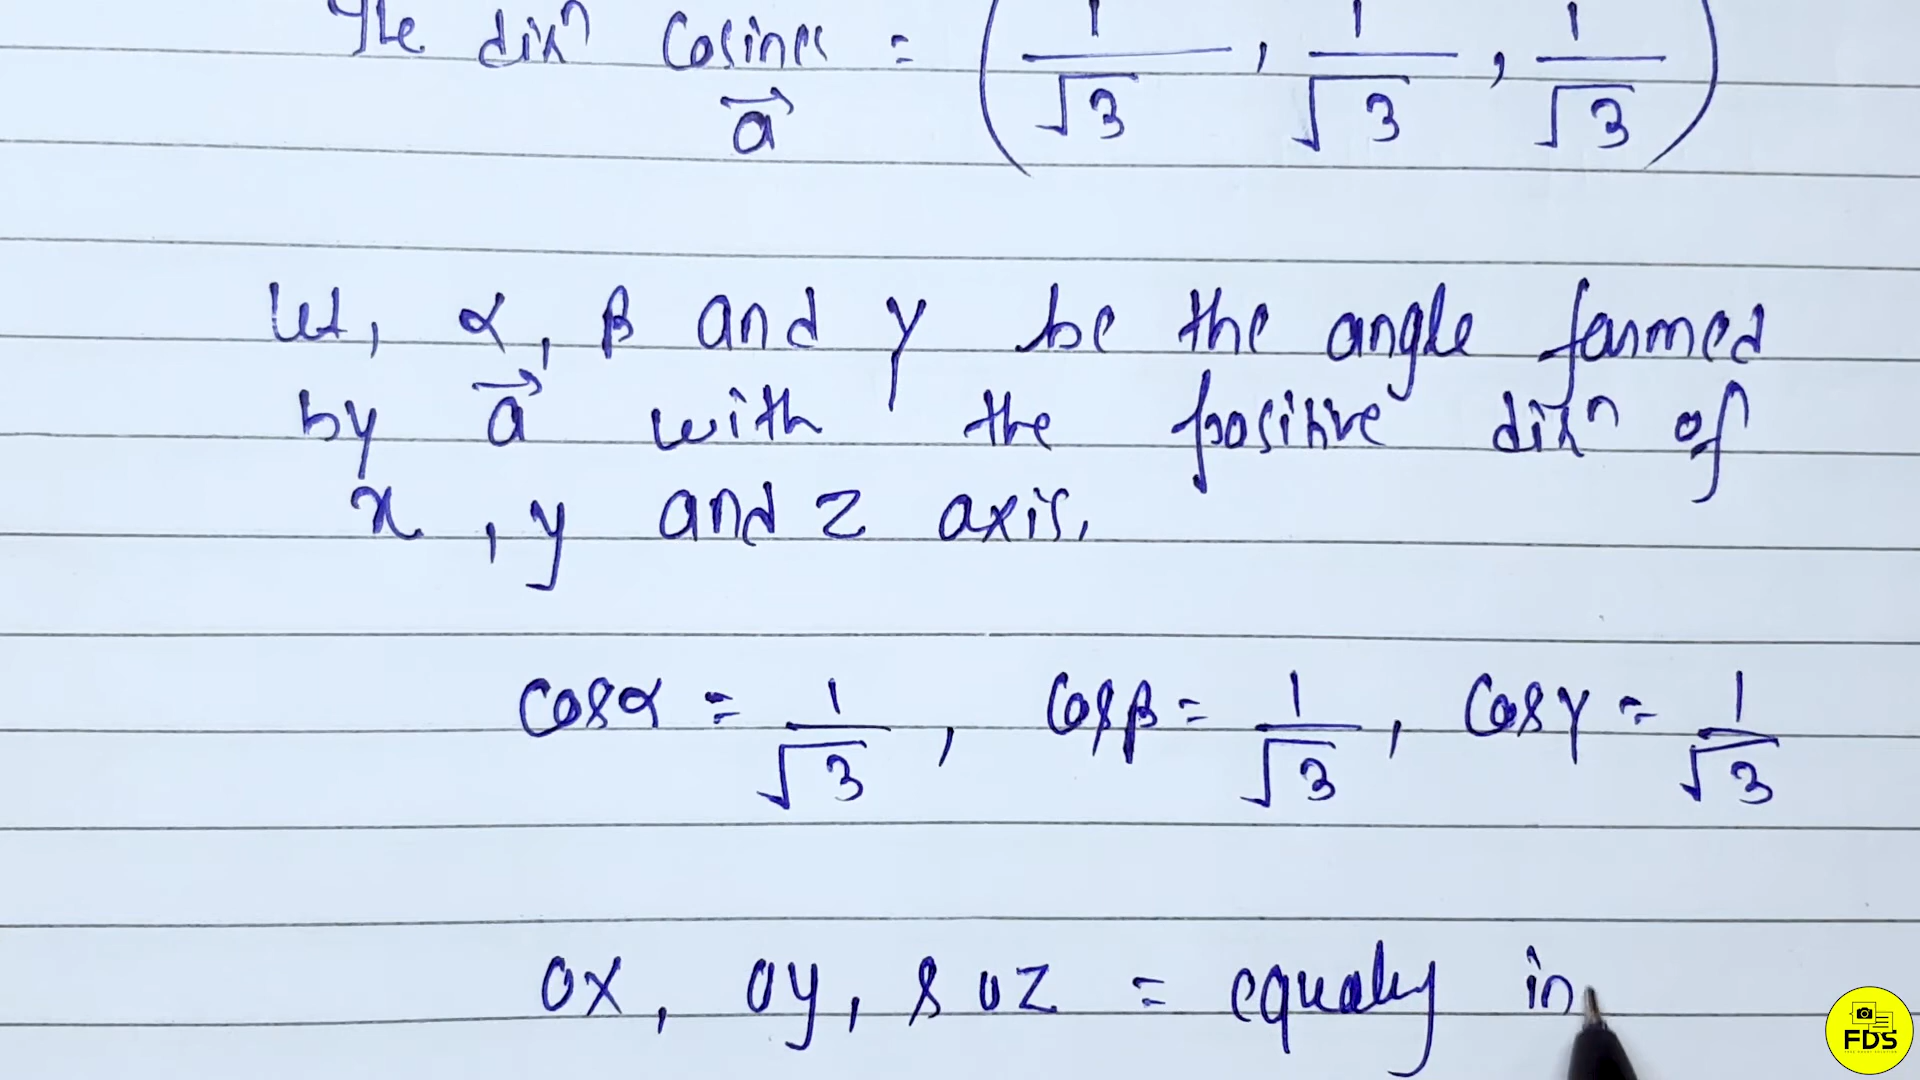 The dirⁿ Cosines = (1/√3, 1/√3, 1/√3)
a⃗
Let, α, β and γ be the angle formed
by a⃗ with the positive dirⁿ of
x, y and z axis.
cosα = 1/√3, cosβ = 1/√3, cosγ = 1/√3
ox, oy, & oz = equaly in
FDS